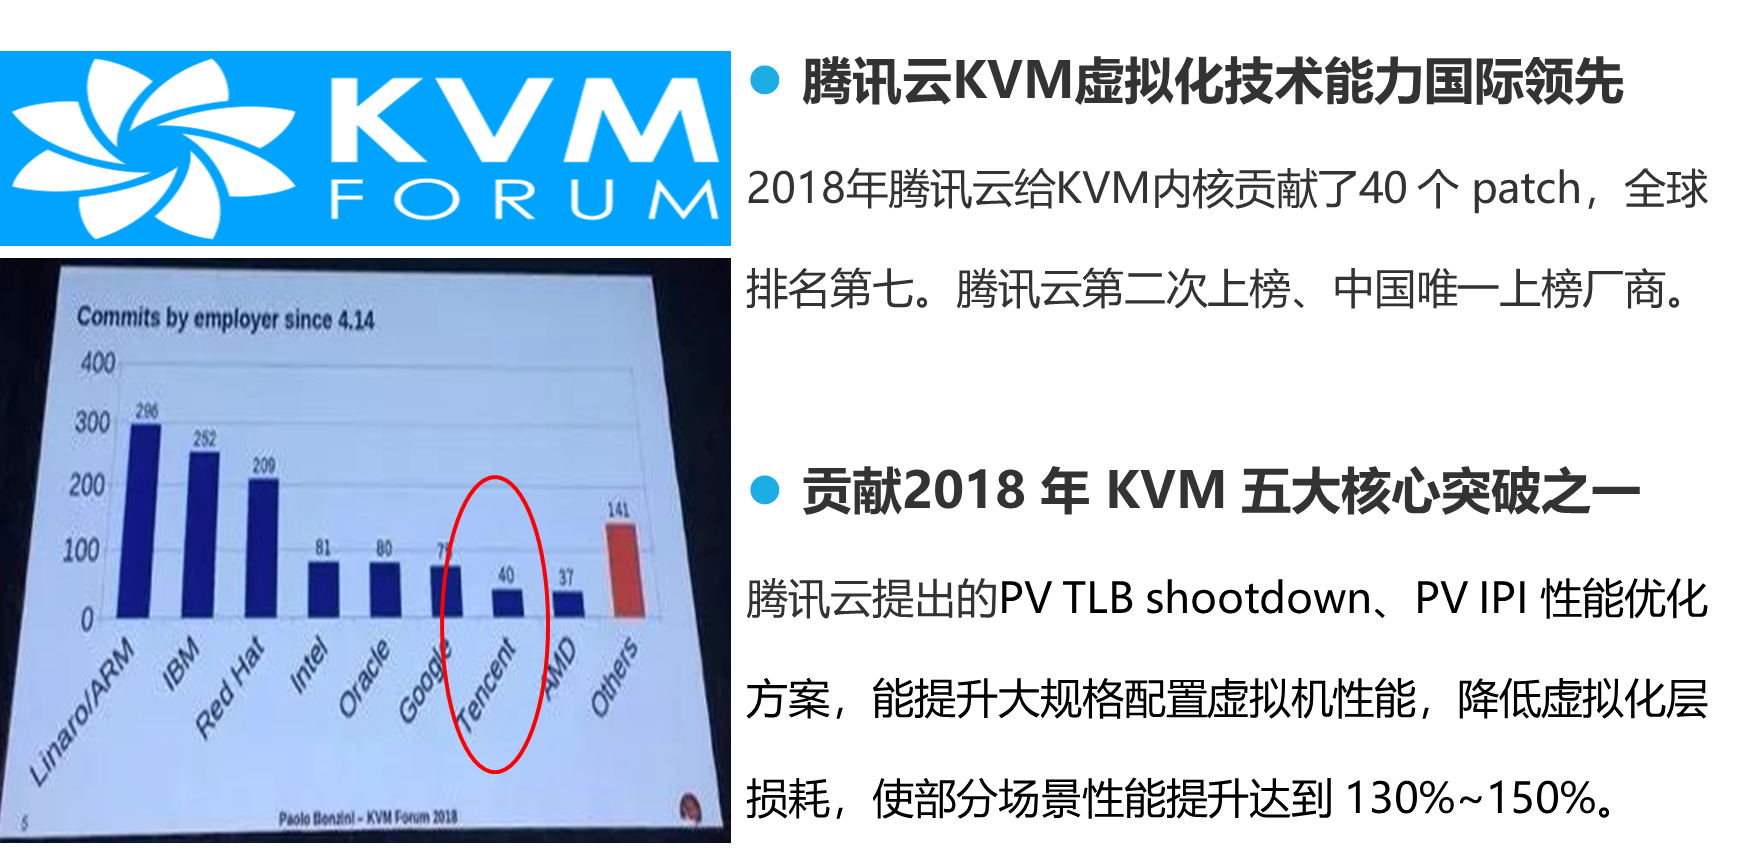 KVM
FORUM
Commits by employer since 4.14
400
300
200
100
0
296
252
209
81
80
40
37
141
Linaro/ARM
IBM
Red Hat
Intel
Oracle
Google
Tencent
AMD
Others
5
Paolo Bonzini – KVM Forum 2018
腾讯云KVM虚拟化技术能力国际领先
2018年腾讯云给KVM内核贡献了40 个 patch，全球
排名第七。腾讯云第二次上榜、中国唯一上榜厂商。
贡献2018 年 KVM 五大核心突破之一
腾讯云提出的PV TLB shootdown、PV IPI 性能优化
方案，能提升大规格配置虚拟机性能，降低虚拟化层
损耗，使部分场景性能提升达到 130%~150%。